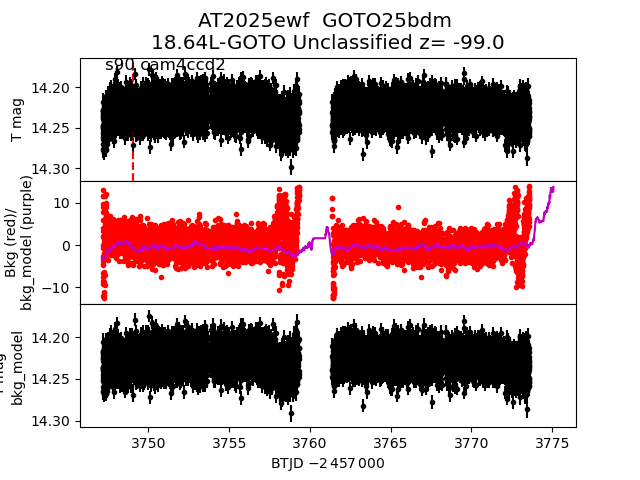 AT2025ewf GOTO25bdm
18.64L-GOTO Unclassified z= -99.0
s90 cam4ccd2
T mag
14.20
14.25
14.30
Bkg (red)/
bkg_model (purple)
10
0
−10
bkg_model
14.20
14.25
14.30
3750 3755 3760 3765 3770 3775
BTJD −2 457 000